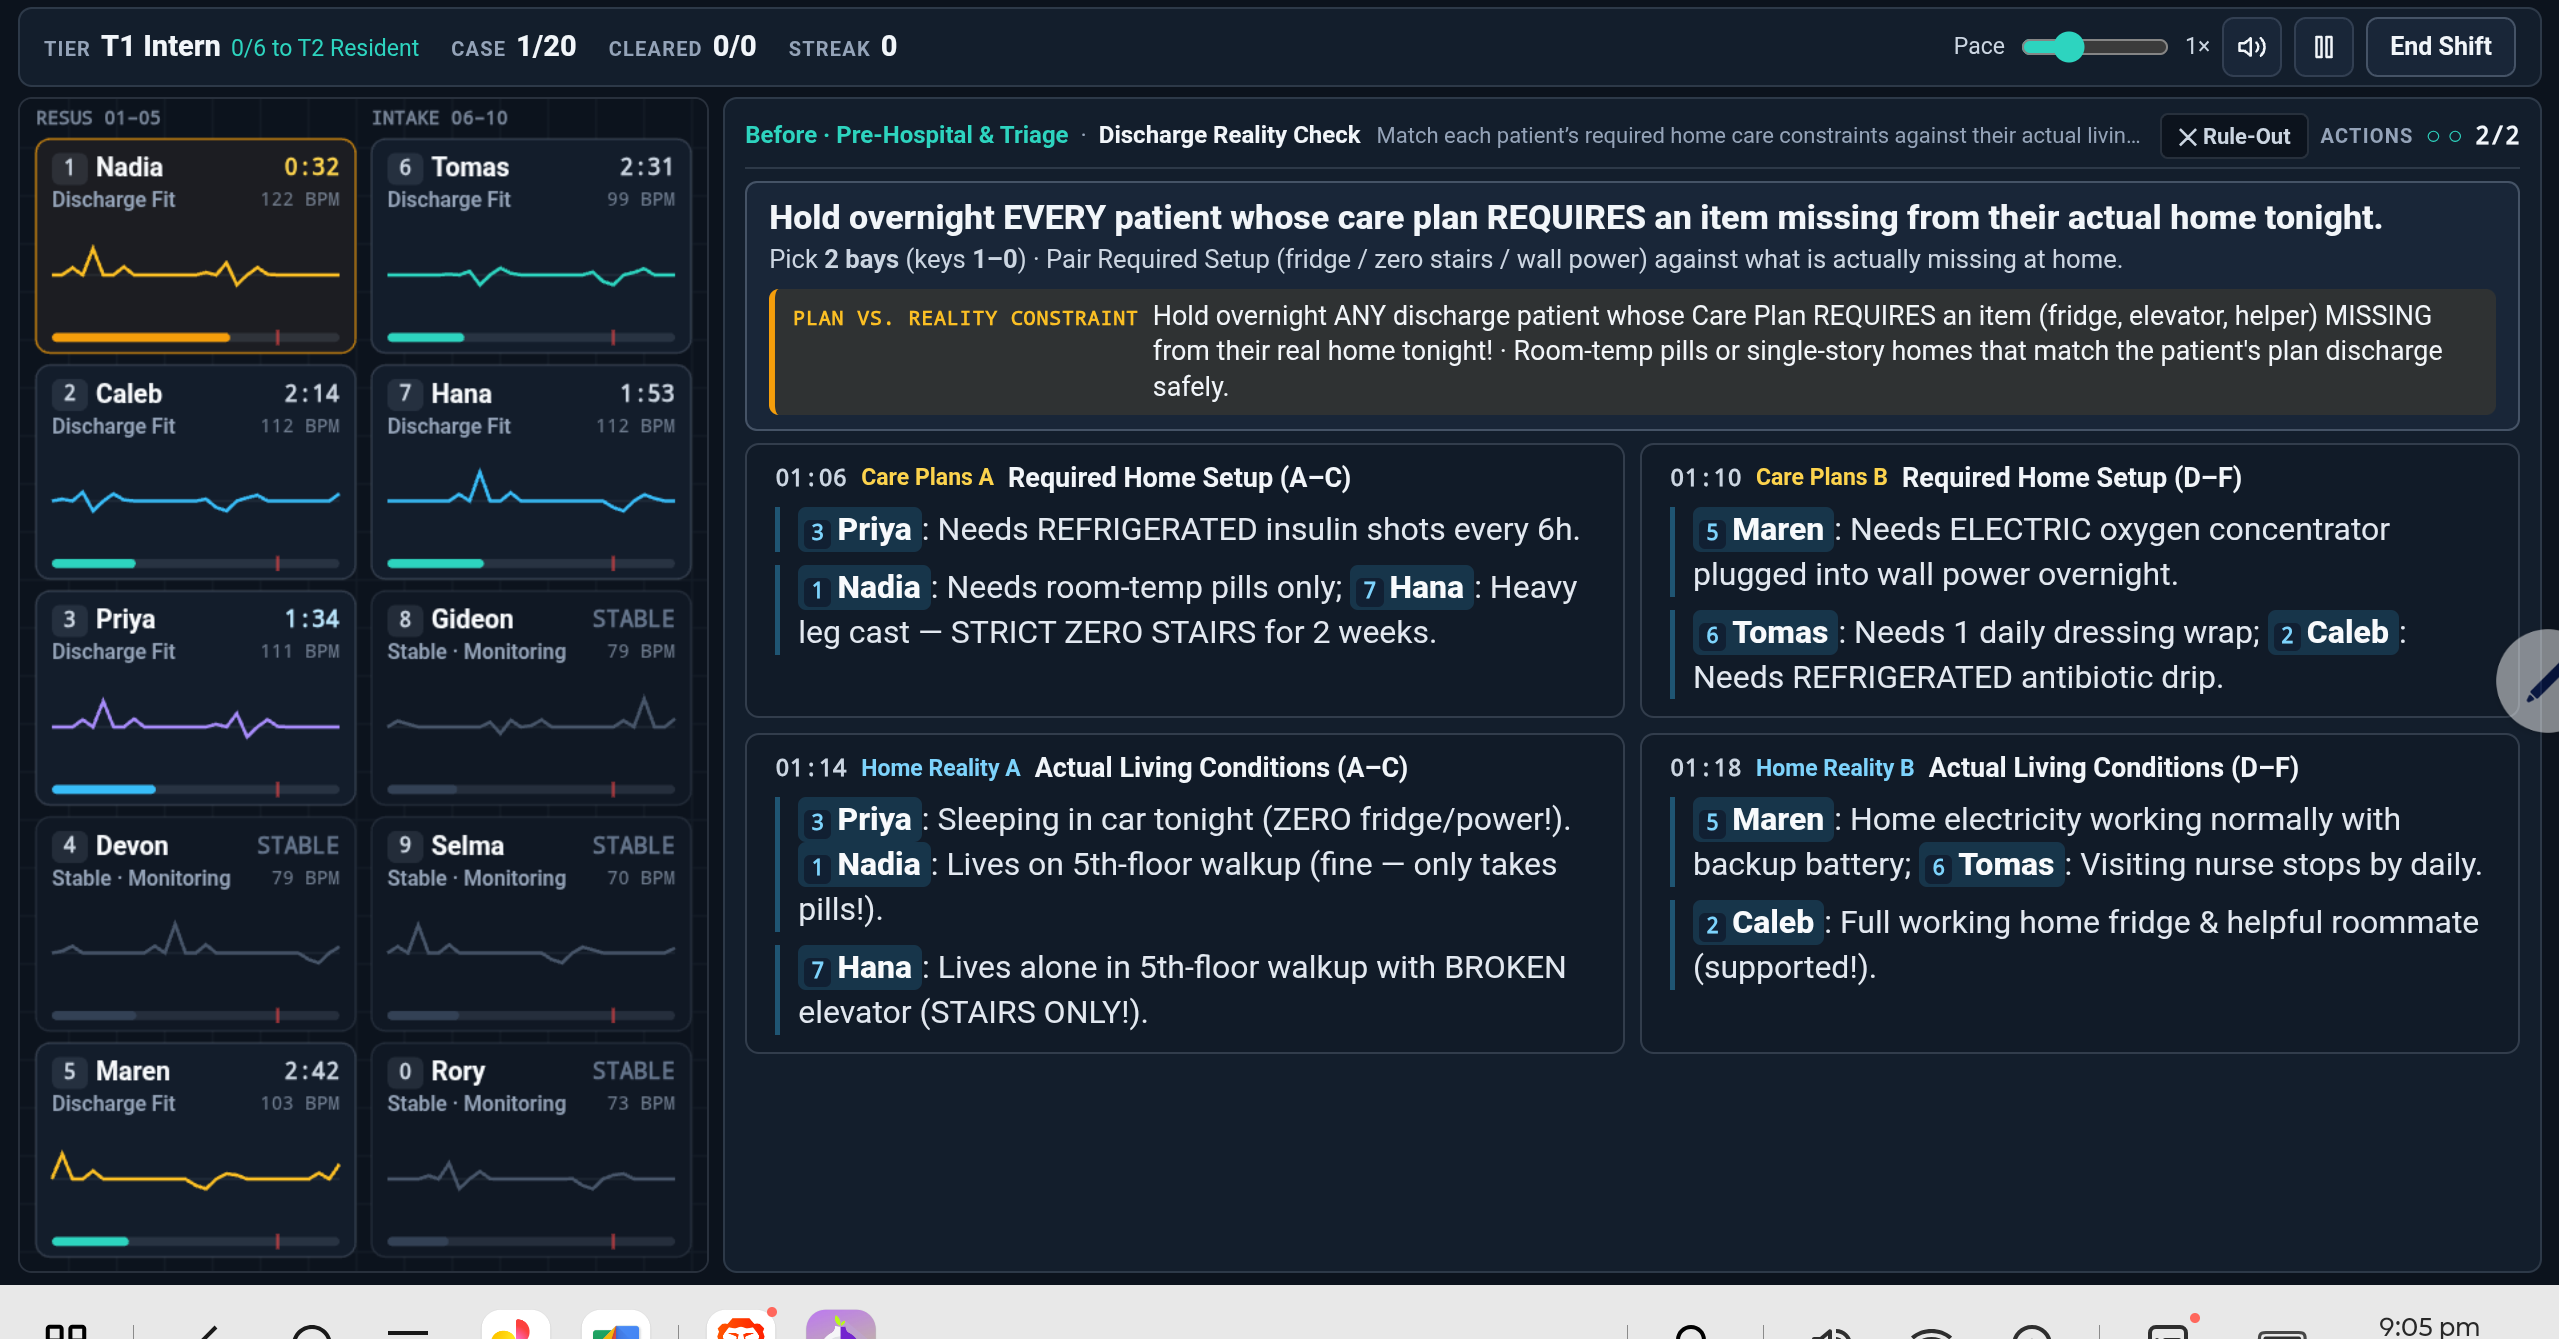 TIER T1 Intern 0/6 to T2 Resident CASE 1/20 CLEARED 0/0 STREAK 0 Pace 1× End Shift
RESUS 01–05
1 Nadia 0:32
Discharge Fit 122 BPM
2 Caleb 2:14
Discharge Fit 112 BPM
3 Priya 1:34
Discharge Fit 111 BPM
4 Devon STABLE
Stable · Monitoring 79 BPM
5 Maren 2:42
Discharge Fit 103 BPM
INTAKE 06–10
6 Tomas 2:31
Discharge Fit 99 BPM
7 Hana 1:53
Discharge Fit 112 BPM
8 Gideon STABLE
Stable · Monitoring 79 BPM
9 Selma STABLE
Stable · Monitoring 70 BPM
0 Rory STABLE
Stable · Monitoring 73 BPM
Before · Pre-Hospital & Triage · Discharge Reality Check Match each patient's required home care constraints against their actual livin... Rule-Out ACTIONS 2/2
Hold overnight EVERY patient whose care plan REQUIRES an item missing from their actual home tonight.
Pick 2 bays (keys 1–0) · Pair Required Setup (fridge / zero stairs / wall power) against what is actually missing at home.
PLAN VS. REALITY CONSTRAINT Hold overnight ANY discharge patient whose Care Plan REQUIRES an item (fridge, elevator, helper) MISSING
from their real home tonight! · Room-temp pills or single-story homes that match the patient's plan discharge
safely.
01:06 Care Plans A Required Home Setup (A–C)
3 Priya: Needs REFRIGERATED insulin shots every 6h.
1 Nadia: Needs room-temp pills only; 7 Hana: Heavy
leg cast — STRICT ZERO STAIRS for 2 weeks.
01:10 Care Plans B Required Home Setup (D–F)
5 Maren: Needs ELECTRIC oxygen concentrator
plugged into wall power overnight.
6 Tomas: Needs 1 daily dressing wrap; 2 Caleb:
Needs REFRIGERATED antibiotic drip.
01:14 Home Reality A Actual Living Conditions (A–C)
3 Priya: Sleeping in car tonight (ZERO fridge/power!).
1 Nadia: Lives on 5th-floor walkup (fine — only takes
pills!).
7 Hana: Lives alone in 5th-floor walkup with BROKEN
elevator (STAIRS ONLY!).
01:18 Home Reality B Actual Living Conditions (D–F)
5 Maren: Home electricity working normally with
backup battery; 6 Tomas: Visiting nurse stops by daily.
2 Caleb: Full working home fridge & helpful roommate
(supported!).
9:05 pm